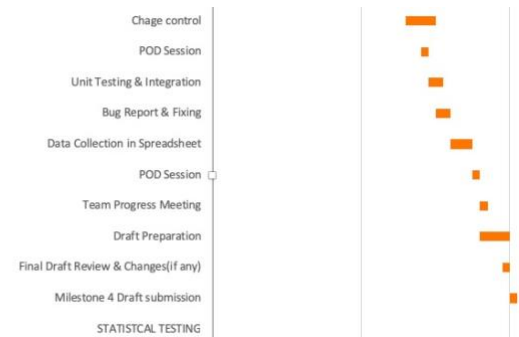 Chage control
POD Session
Unit Testing & Integration
Bug Report & Fixing
Data Collection in Spreadsheet
POD Session
Team Progress Meeting
Draft Preparation
Final Draft Review & Changes(if any)
Milestone 4 Draft submission
STATISTCAL TESTING